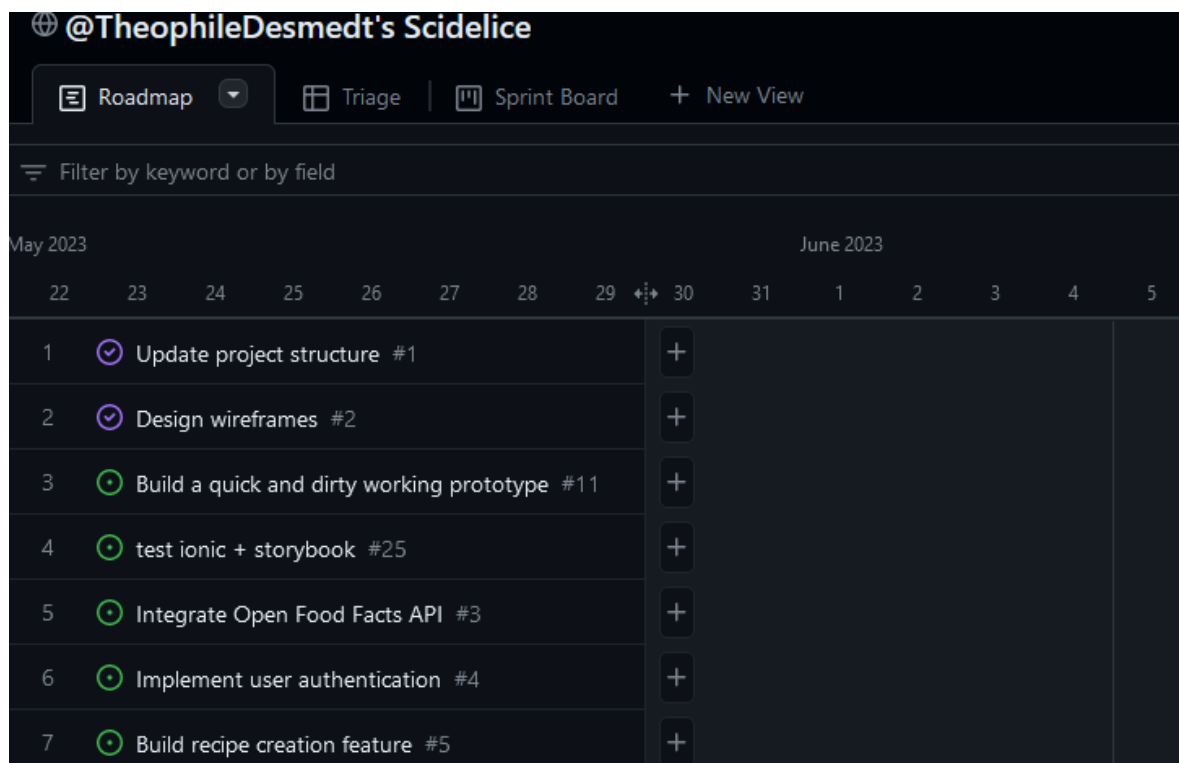 @TheophileDesmedt's Scidelice
Roadmap Triage Sprint Board + New View
Filter by keyword or by field
May 2023 June 2023
22 23 24 25 26 27 28 29 30 31 1 2 3 4 5
1 Update project structure #1 +
2 Design wireframes #2 +
3 Build a quick and dirty working prototype #11 +
4 test ionic + storybook #25 +
5 Integrate Open Food Facts API #3 +
6 Implement user authentication #4 +
7 Build recipe creation feature #5 +